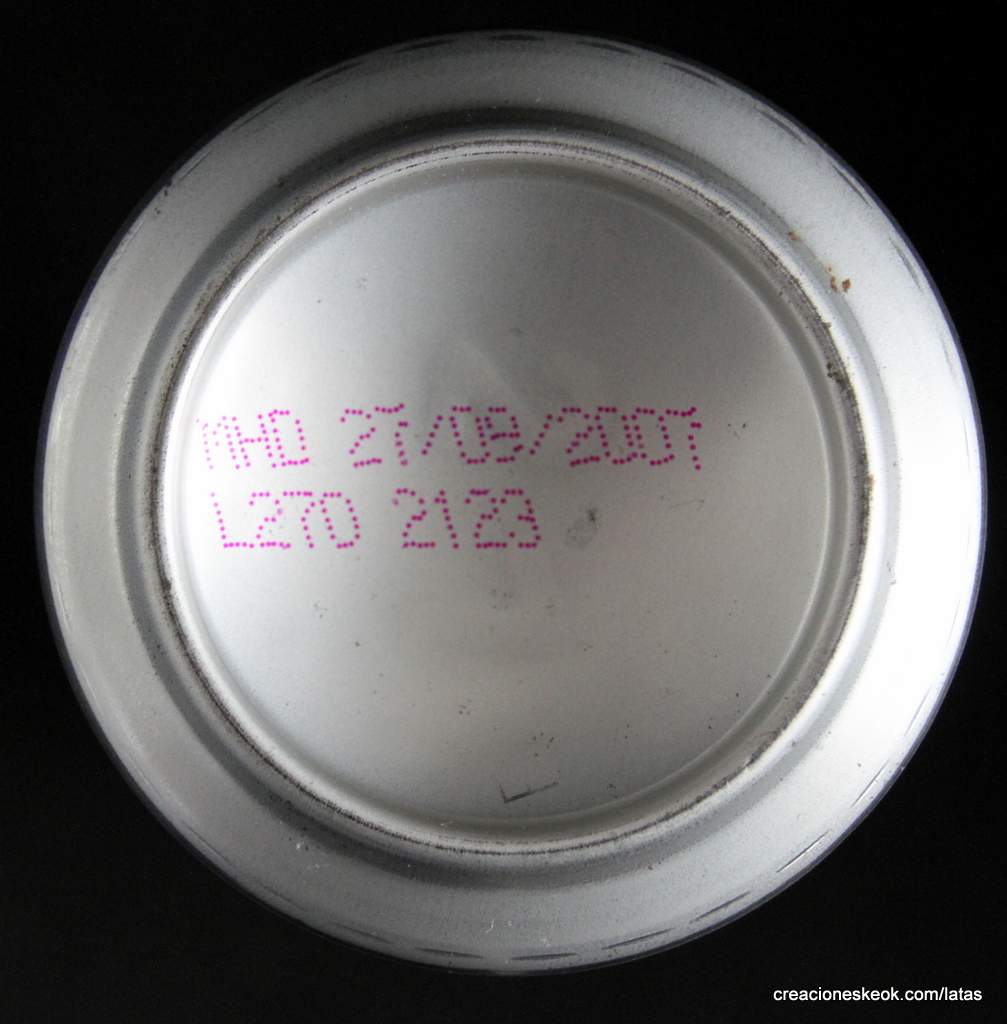 MHD 27/09/2007
L270 2123
creacioneskeok.com/latas